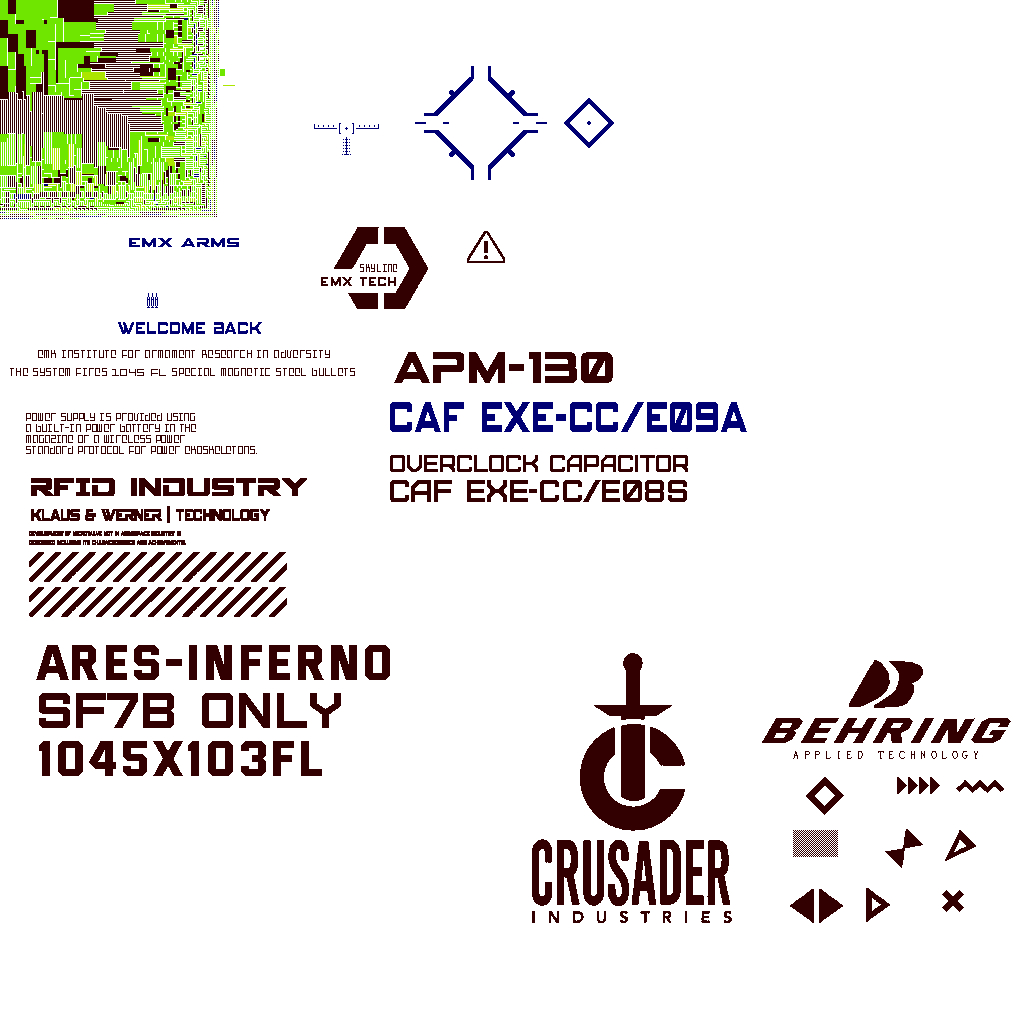 EMX ARMS
SKYLINE
EMX TECH
WELCOME BACK
EMX INSTITUTE FOR ARMAMENT RESEARCH IN ADVERSITY
THE SYSTEM FIRES 1045 FL SPECIAL MAGNETIC STEEL BULLETS
APM-130
CAF EXE-CC/E09A
POWER SUPPLY IS PROVIDED USING
A BUILT-IN POWER BATTERY IN THE
MAGAZINE OR A WIRELESS POWER
STANDARD PROTOCOL FOR POWER EXOSKELETONS.
OVERCLOCK CAPACITOR
CAF EXE-CC/E08S
RFID INDUSTRY
KLAUS & WERNER | TECHNOLOGY
ARES-INFERNO
SF7B ONLY
1045X103FL
BEHRING
APPLIED TECHNOLOGY
CRUSADER
INDUSTRIES